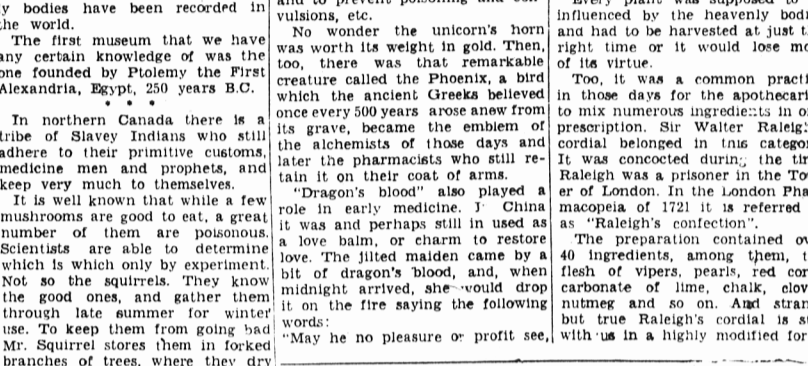 y bodies have been recorded in
the world.
The first museum that we have
any certain knowledge of was the
one founded by Ptolemy the First
Alexandria, Egypt, 250 years B.C.
* * *
In northern Canada there is a
tribe of Slavey Indians who still
adhere to their primitive customs,
medicine men and prophets, and
keep very much to themselves.
It is well known that while a few
mushrooms are good to eat, a great
number of them are poisonous.
Scientists are able to determine
which is which only by experiment.
Not so the squirrels. They know
the good ones, and gather them
through late summer for winter
use. To keep them from going bad
Mr. Squirrel stores them in forked
branches of trees, where they dry
and to prevent poisoning and con-
vulsions, etc.
No wonder the unicorn's horn
was worth its weight in gold. Then,
too, there was that remarkable
creature called the Phoenix, a bird
which the ancient Greeks believed
once every 500 years arose anew from
its grave, became the emblem of
the alchemists of those days and
later the pharmacists who still re-
tain it on their coat of arms.
"Dragon's blood" also played a
role in early medicine. China
it was and perhaps still in used as
a love balm, or charm to restore
love. The jilted maiden came by a
bit of dragon's blood, and, when
midnight arrived, she would drop
it on the fire saying the following
words:
"May he no pleasure or profit see,
Every plant was supposed to
influenced by the heavenly bod
and had to be harvested at just t
right time or it would lose mu
of its virtue.
Too, it was a common practi
in those days for the apothecari
to mix numerous ingredients in o
prescription. Sir Walter Raleig
cordial belonged in this catego
It was concocted during the tim
Raleigh was a prisoner in the To
er of London. In the London Pha
macopeia of 1721 it is referred
as "Raleigh's confection".
The preparation contained ov
40 ingredients, among them, t
flesh of vipers, pearls, red cor
carbonate of lime, chalk, clov
nutmeg and so on. And stran
but true Raleigh's cordial is st
with us in a highly modified for